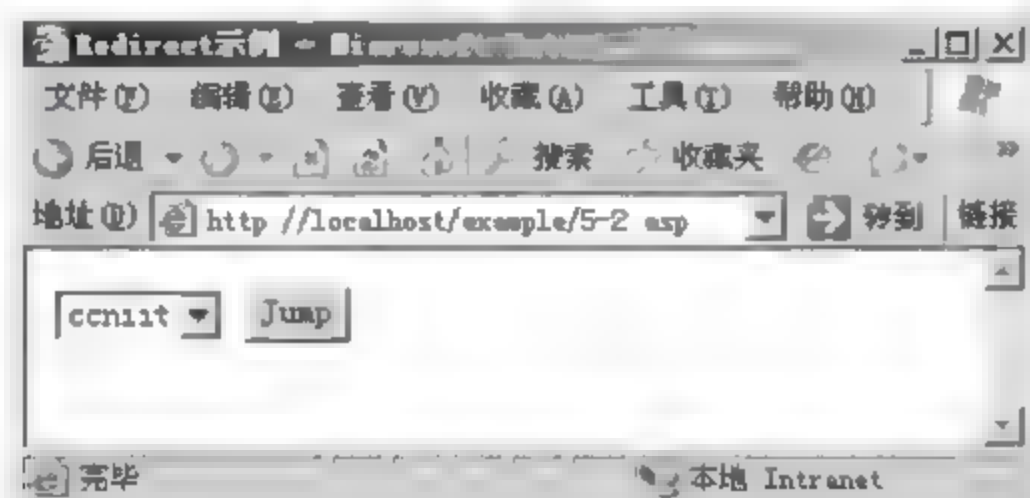 Redirect示例 -
文件(F) 编辑(E) 查看(V) 收藏(A) 工具(T) 帮助(H)
后退 搜索 收藏夹 »
地址(D) http //localhost/example/5-2 asp 转到 链接
ccniit Jump
完毕 本地 Intranet